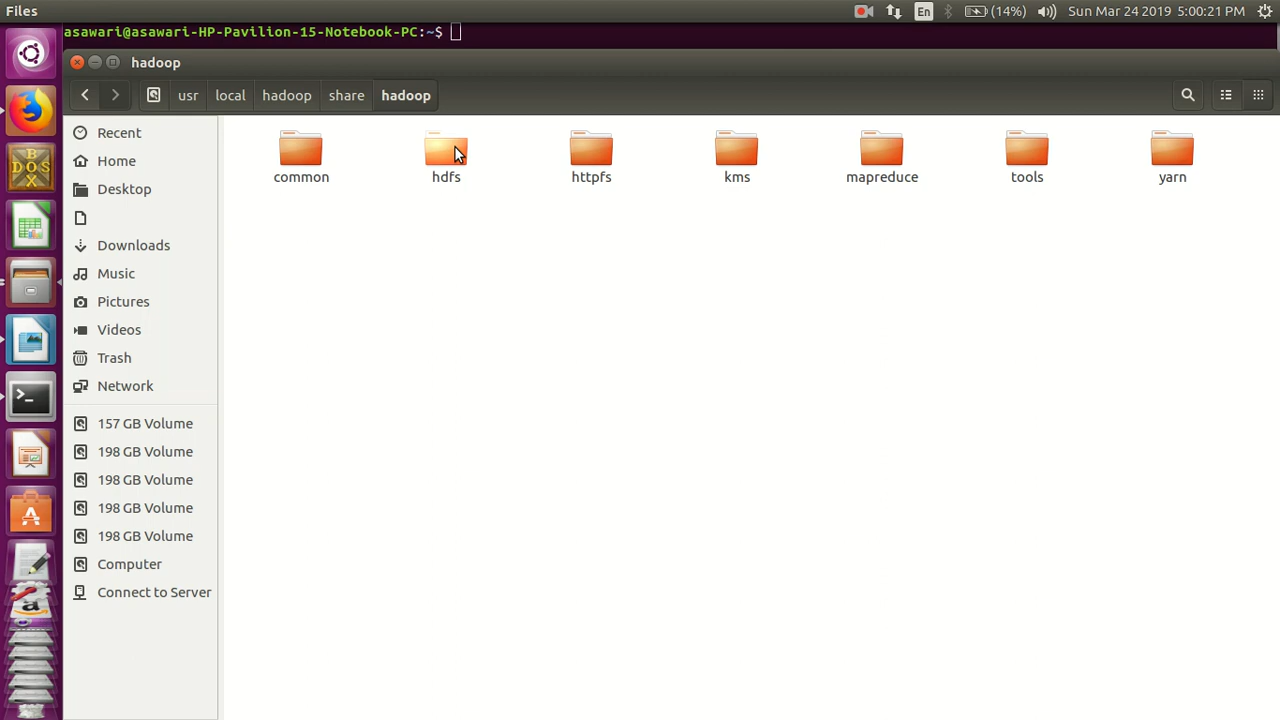 Files
En
(14%)
Sun Mar 24 2019 5:00:21 PM
asawari@asawari-HP-Pavilion-15-Notebook-PC:~$
hadoop
usr
local
hadoop
share
hadoop
Recent
Home
Desktop
Downloads
Music
Pictures
Videos
Trash
Network
157 GB Volume
198 GB Volume
198 GB Volume
198 GB Volume
198 GB Volume
Computer
Connect to Server
common
hdfs
httpfs
kms
mapreduce
tools
yarn